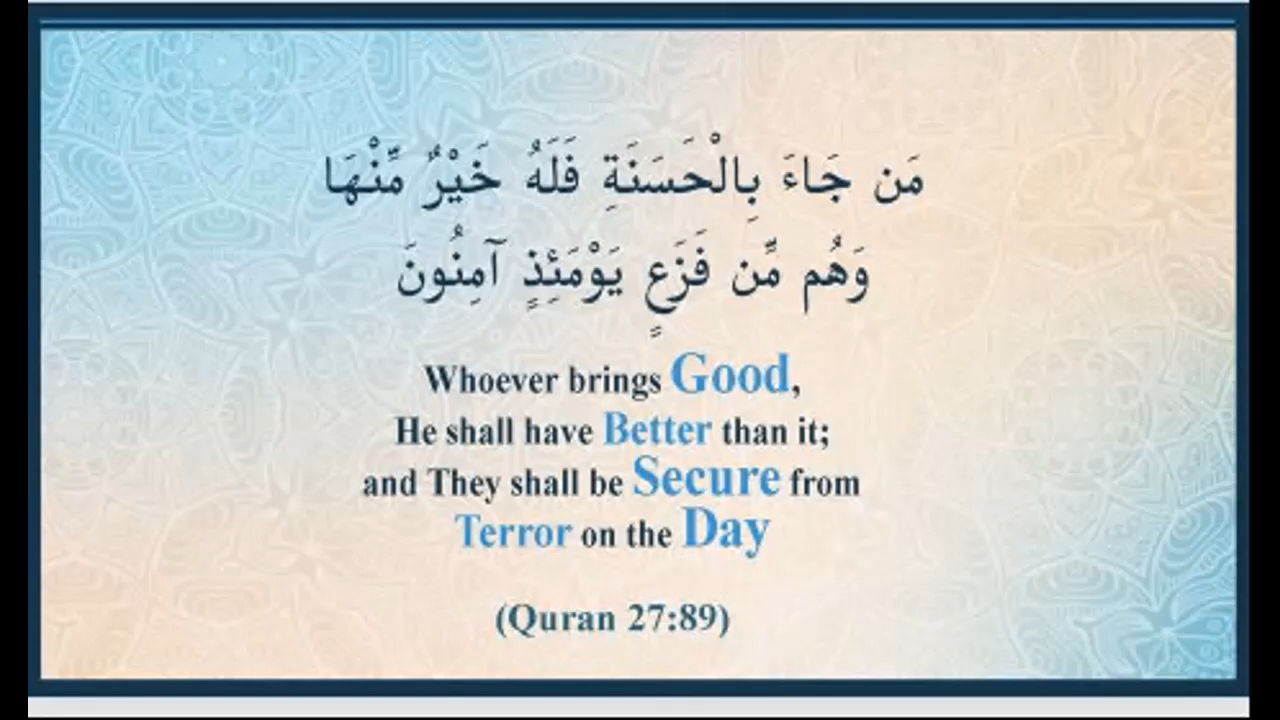 مَن جَاءَ بِالْحَسَنَةِ فَلَهُ خَيْرٌ مِّنْهَا
وَهُم مِّن فَزَعٍ يَوْمَئِذٍ آمِنُونَ
Whoever brings Good,
He shall have Better than it;
and They shall be Secure from
Terror on the Day
(Quran 27:89)